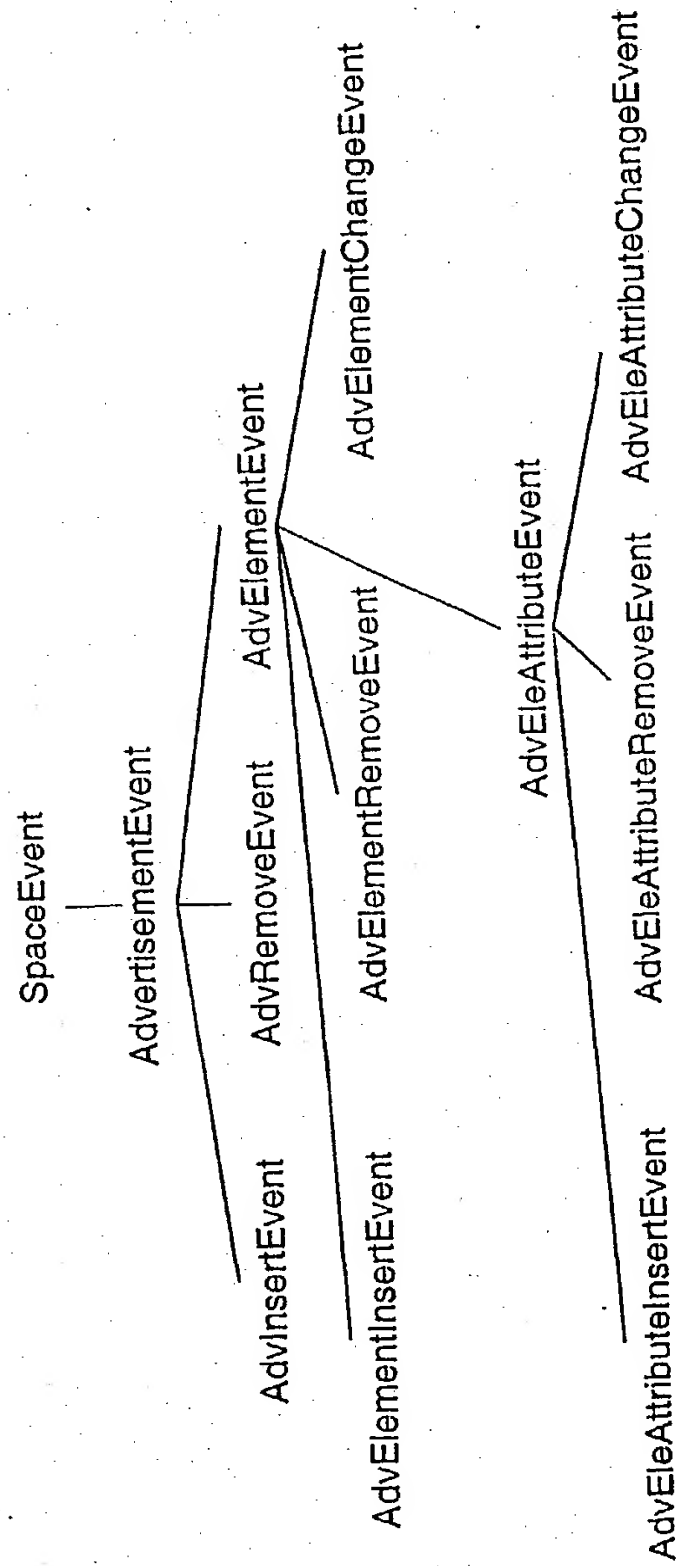 SpaceEvent
AdvertisementEvent
AdvInsertEvent AdvRemoveEvent AdvElementEvent
AdvElementInsertEvent AdvElementRemoveEvent AdvElementChangeEvent
AdvEleAttributeEvent
AdvEleAttributeInsertEvent AdvEleAttributeRemoveEvent AdvEleAttributeChangeEvent